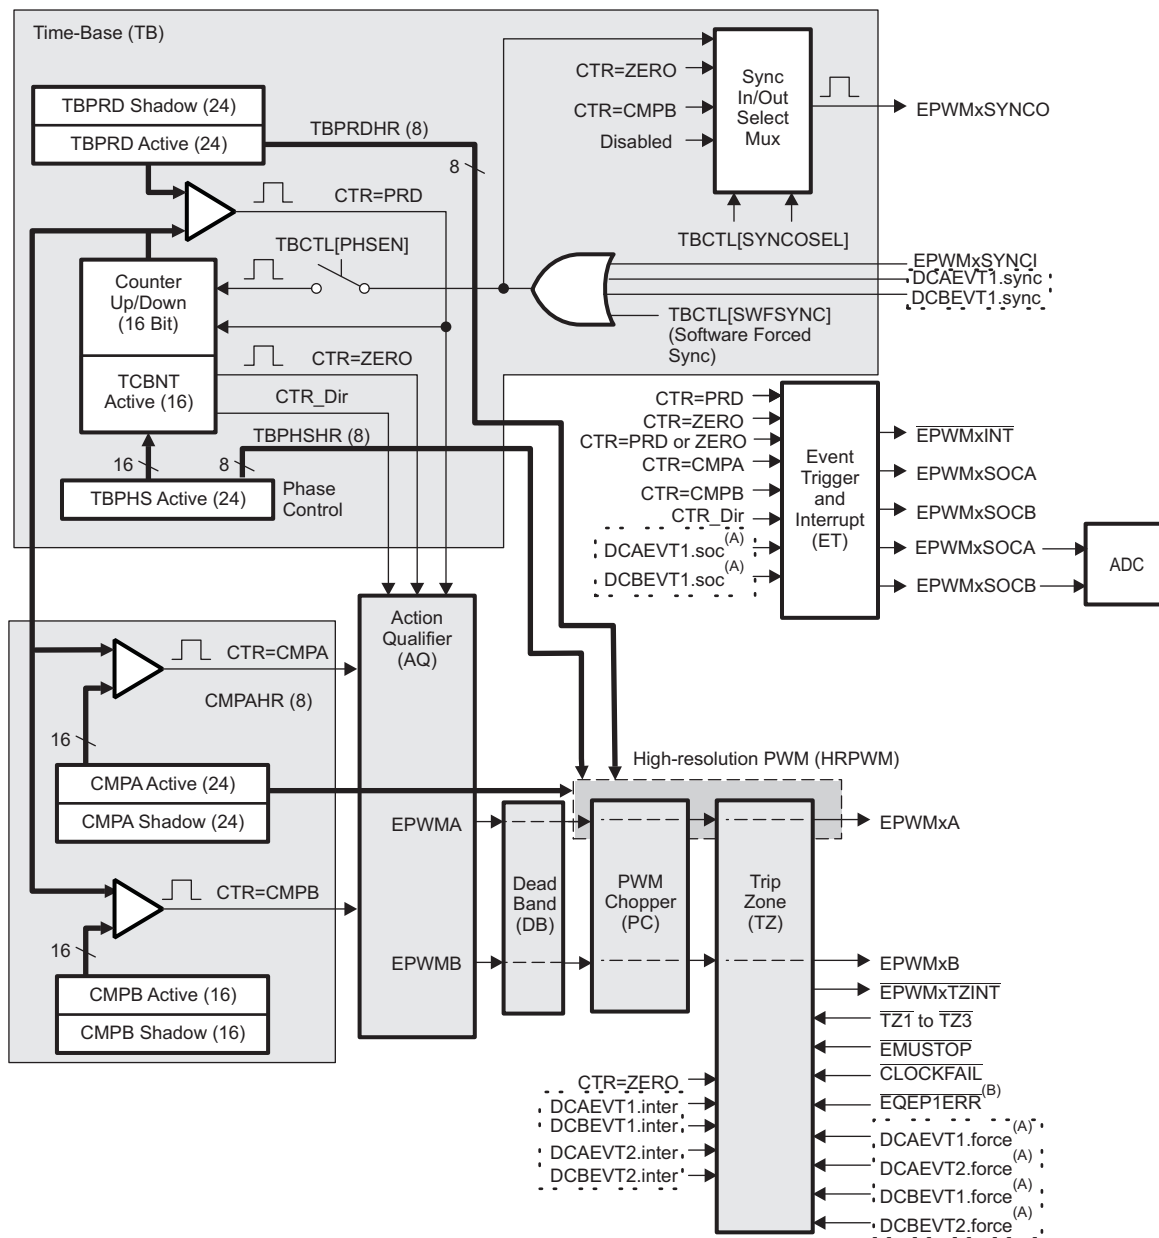 Time-Base (TB)
TBPRD Shadow (24)
TBPRD Active (24)
TBPRDHR (8)
8
CTR=PRD
CTR=ZERO
CTR=CMPB
Disabled
Sync
In/Out
Select
Mux
EPWMxSYNCO
TBCTL[SYNCOSEL]
TBCTL[PHSEN]
EPWMxSYNCI
DCAEVT1.sync
DCBEVT1.sync
TBCTL[SWFSYNC]
(Software Forced
Sync)
Counter
Up/Down
(16 Bit)
TCBNT
Active (16)
CTR=ZERO
CTR_Dir
TBPHSHR (8)
16
8
TBPHS Active (24)
Phase
Control
CTR=PRD
CTR=ZERO
CTR=PRD or ZERO
CTR=CMPA
CTR=CMPB
CTR_Dir
DCAEVT1.soc(A)
DCBEVT1.soc(A)
Event
Trigger
and
Interrupt
(ET)
EPWMxINT
EPWMxSOCA
EPWMxSOCB
EPWMxSOCA
EPWMxSOCB
ADC
Action
Qualifier
(AQ)
CTR=CMPA
CMPAHR (8)
16
CMPA Active (24)
CMPA Shadow (24)
High-resolution PWM (HRPWM)
EPWMA
EPWMxA
CTR=CMPB
16
CMPB Active (16)
CMPB Shadow (16)
Dead
Band
(DB)
PWM
Chopper
(PC)
Trip
Zone
(TZ)
EPWMB
EPWMxB
EPWMxTZINT
TZ1 to TZ3
EMUSTOP
CLOCKFAIL
EQEP1ERR(B)
CTR=ZERO
DCAEVT1.inter
DCBEVT1.inter
DCAEVT2.inter
DCBEVT2.inter
DCAEVT1.force(A)
DCAEVT2.force(A)
DCBEVT1.force(A)
DCBEVT2.force(A)